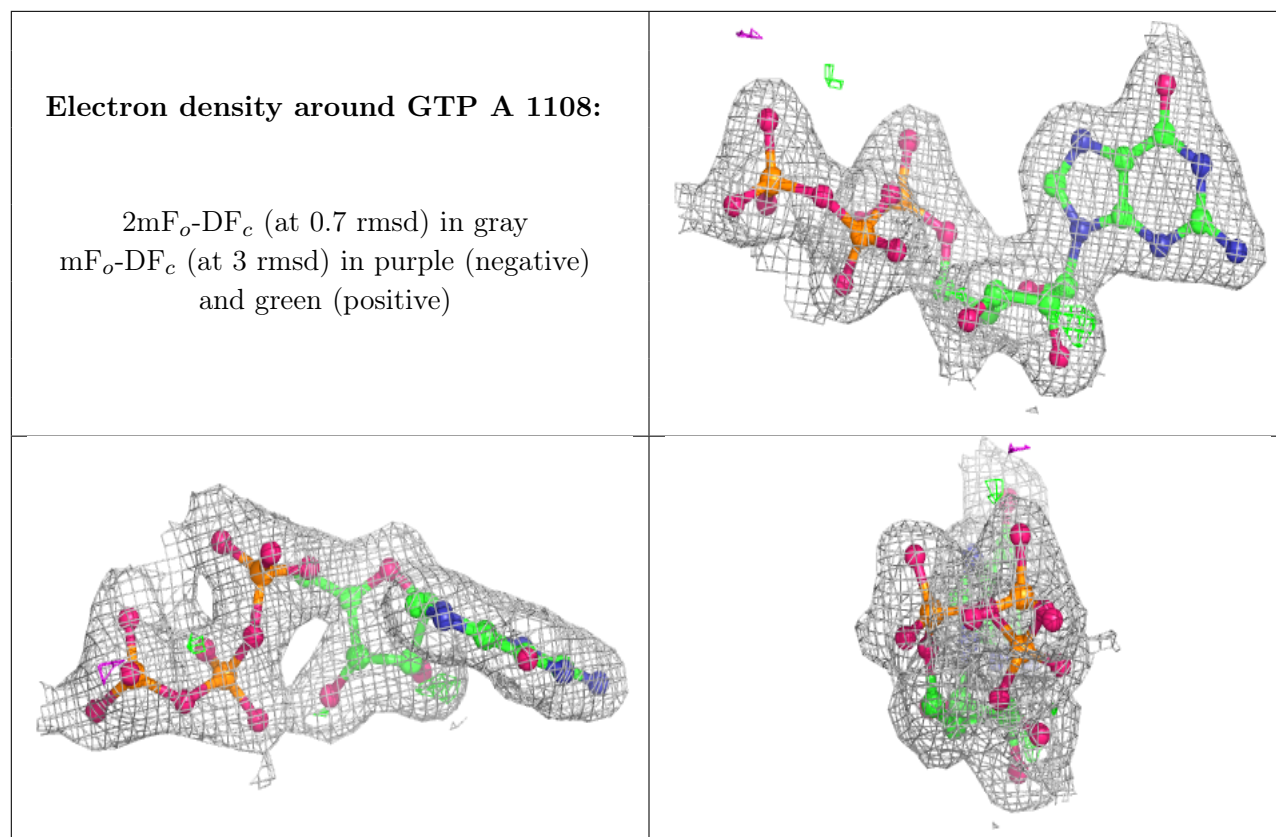 Electron density around GTP A 1108:
2mFo-DFc (at 0.7 rmsd) in gray
mFo-DFc (at 3 rmsd) in purple (negative)
and green (positive)